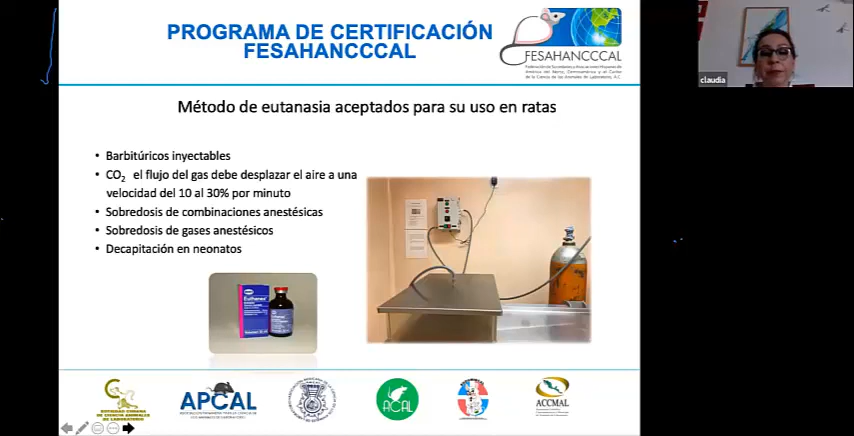 PROGRAMA DE CERTIFICACIÓN
FESAHANCCCAL
FESAHANCCCAL
Método de eutanasia aceptados para su uso en ratas
• Barbitúricos inyectables
• CO2 el flujo del gas debe desplazar el aire a una
velocidad del 10 al 30% por minuto
• Sobredosis de combinaciones anestésicas
• Sobredosis de gases anestésicos
• Decapitación en neonatos
claudia
APCAL
ACAL
ACCMAL